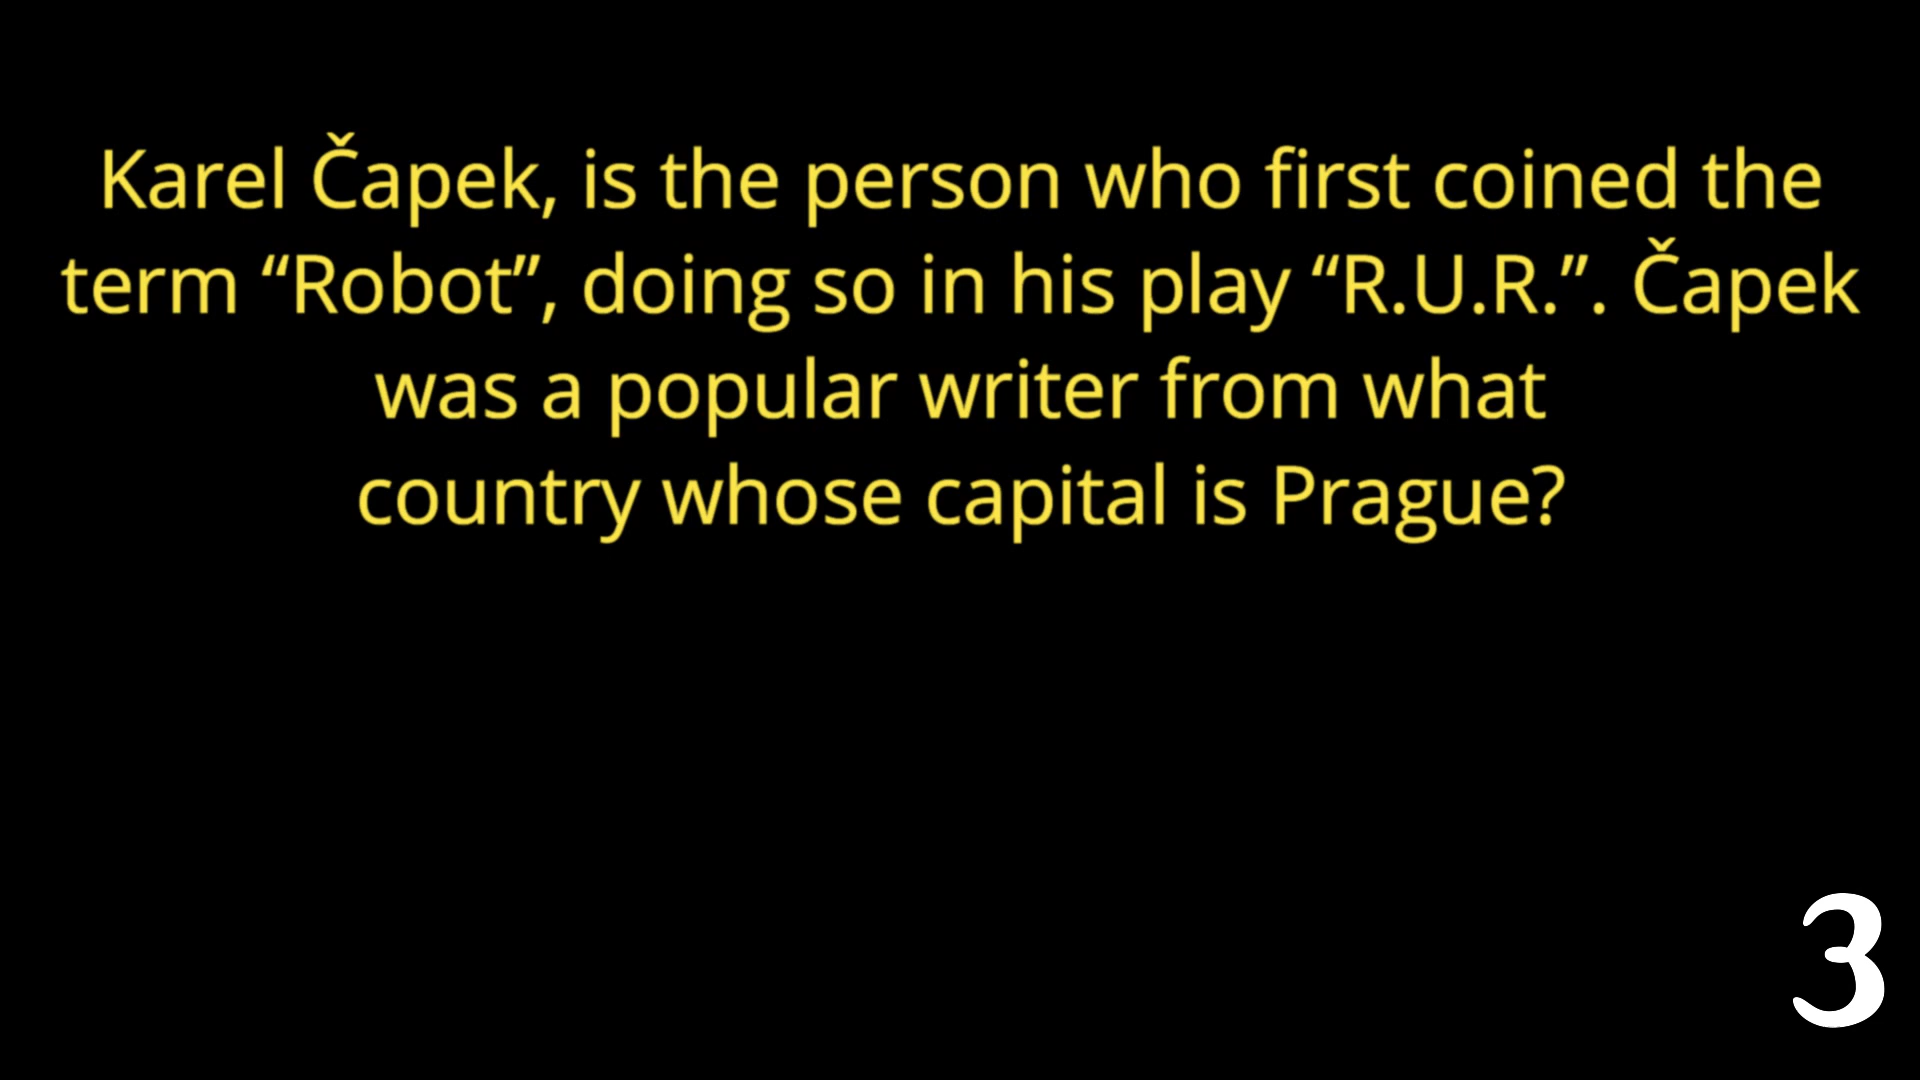 Karel Čapek, is the person who first coined the
term “Robot”, doing so in his play “R.U.R.”. Čapek
was a popular writer from what
country whose capital is Prague?
3